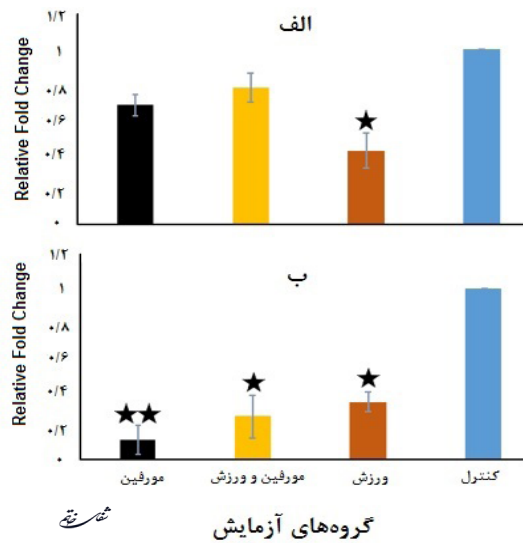 الف
Relative Fold Change
۱/۲
۱
۰/۸
۰/۶
۰/۴
۰/۲
۰
★
ب
Relative Fold Change
۱/۲
۱
۰/۸
۰/۶
۰/۴
۰/۲
۰
★
★
★★
کنترل
ورزش
مورفین و ورزش
مورفین
گروه‌های آزمایش
شفای خاتم